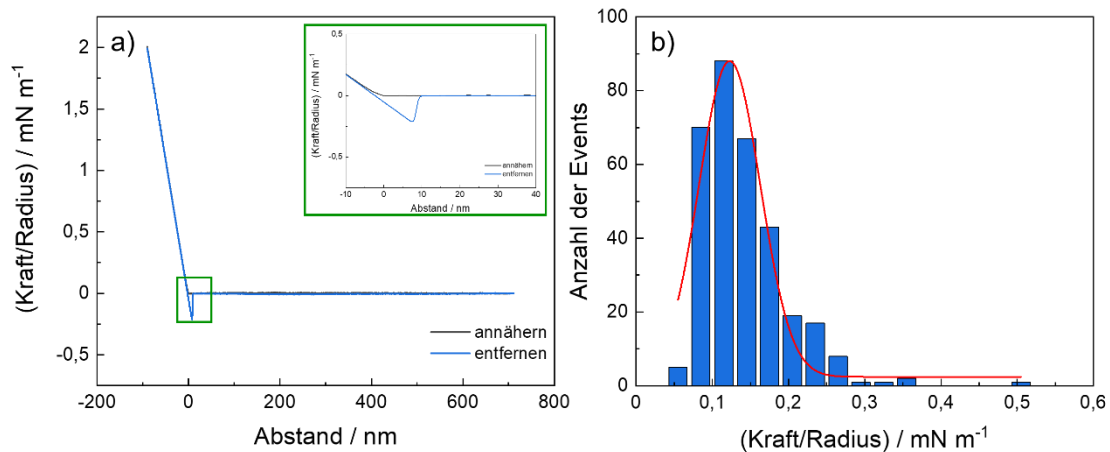 a)
(Kraft/Radius) / mN m⁻¹
2
1,5
1
0,5
0
-0,5
-200 0 200 400 600 800
Abstand / nm
annähern
entfernen
(Kraft/Radius) / mN m⁻¹
0,5
0
-0,5
-10 0 10 20 30 40
Abstand / nm
annähern
entfernen
b)
Anzahl der Events
100
80
60
40
20
0
0 0,1 0,2 0,3 0,4 0,5 0,6
(Kraft/Radius) / mN m⁻¹